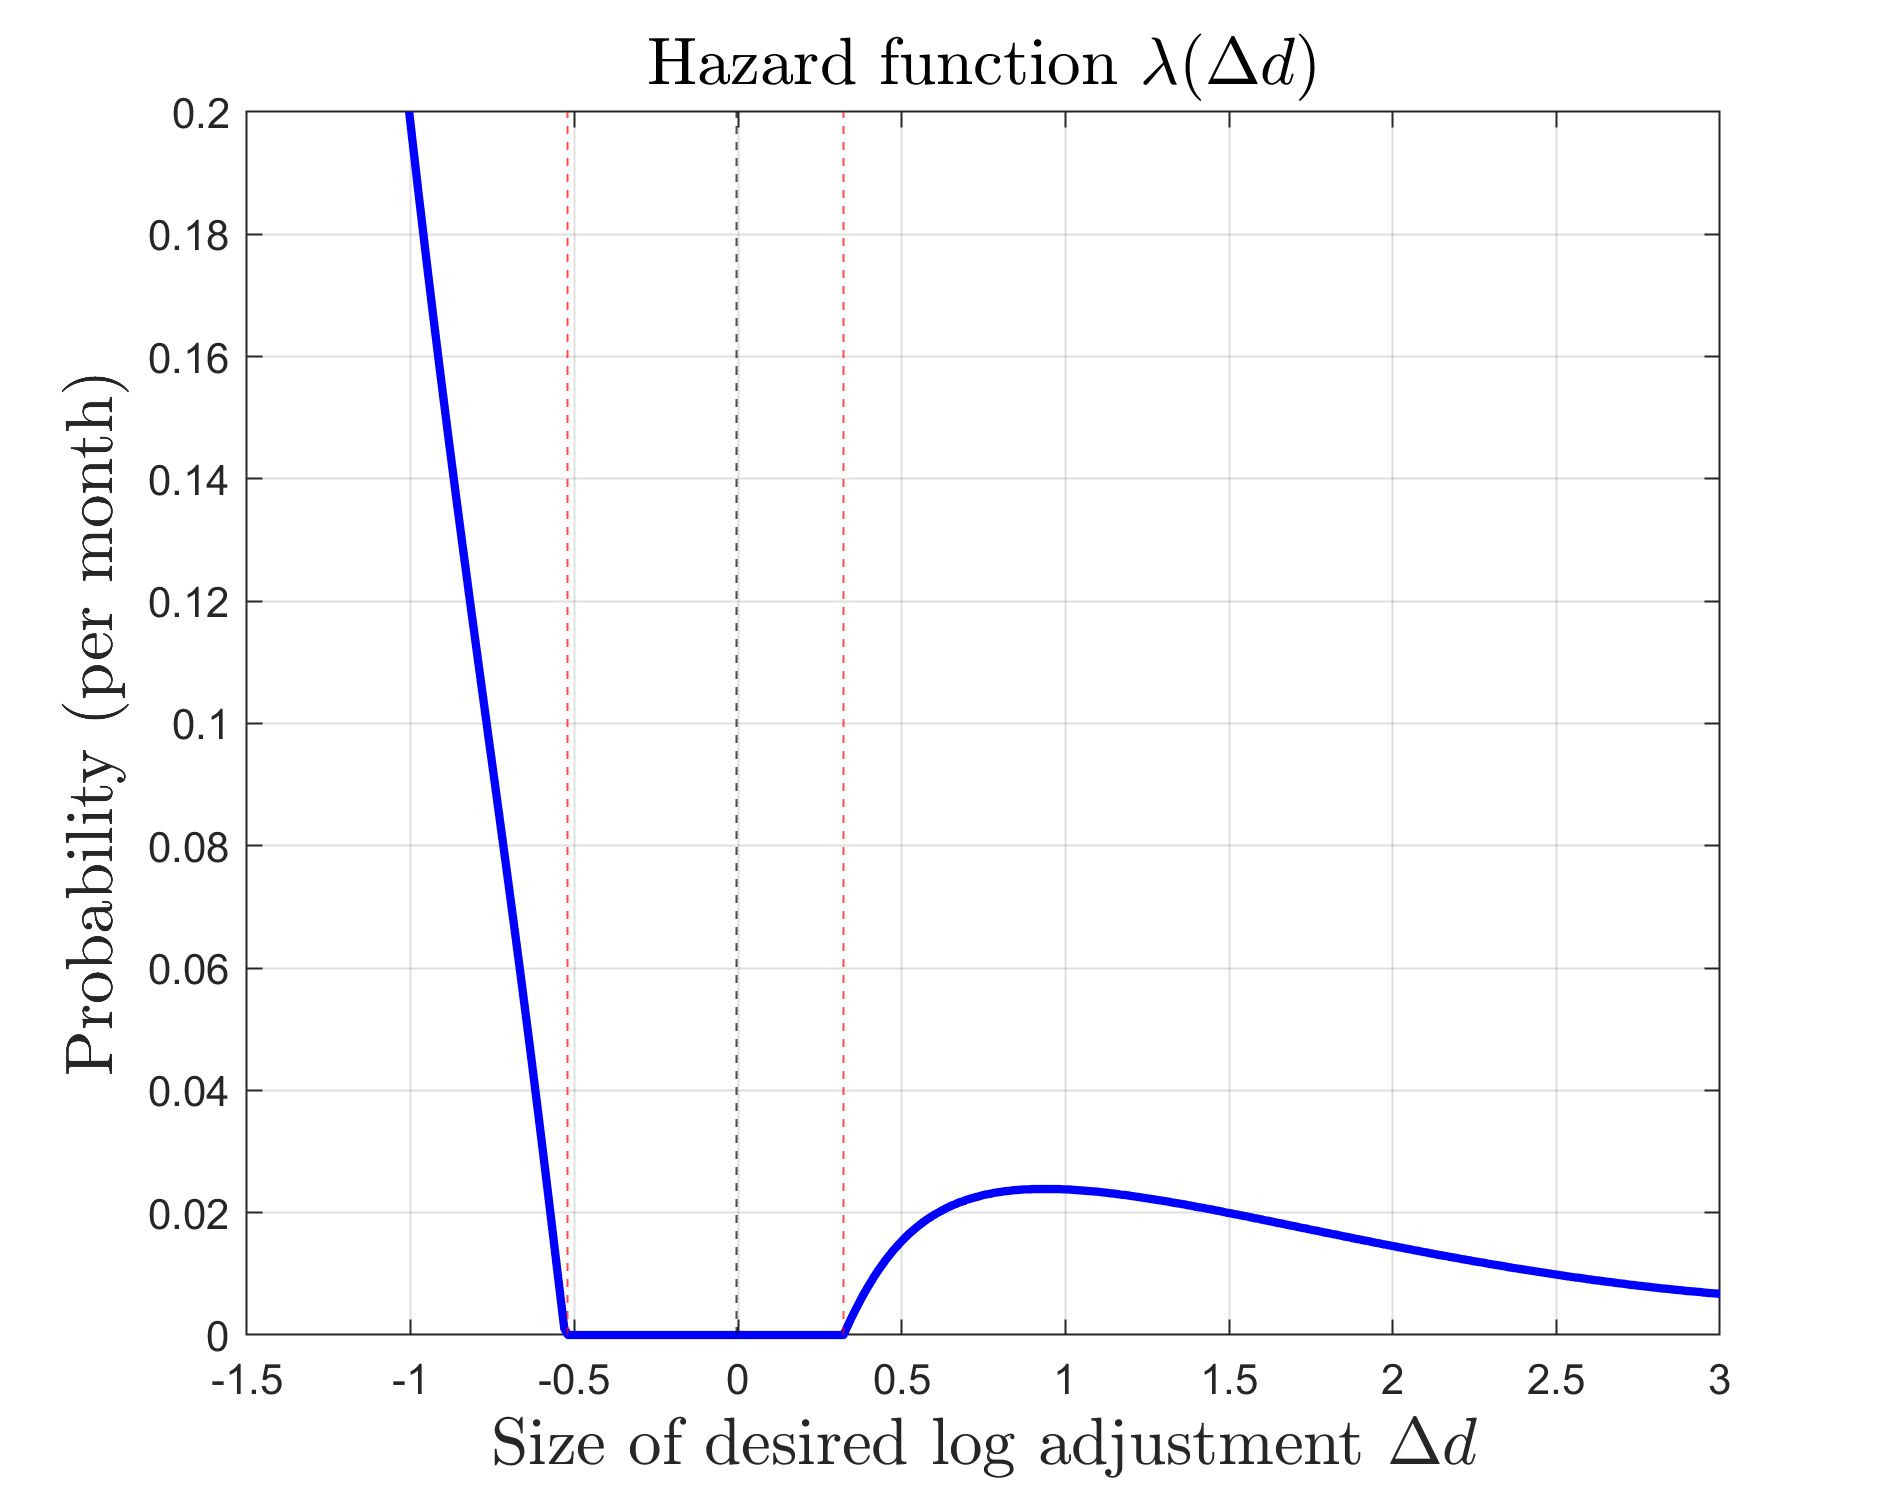 Hazard function λ(Δd)
0.2
0.18
0.16
0.14
0.12
0.1
0.08
0.06
0.04
0.02
0
Probability (per month)
-1.5 -1 -0.5 0 0.5 1 1.5 2 2.5 3
Size of desired log adjustment Δd